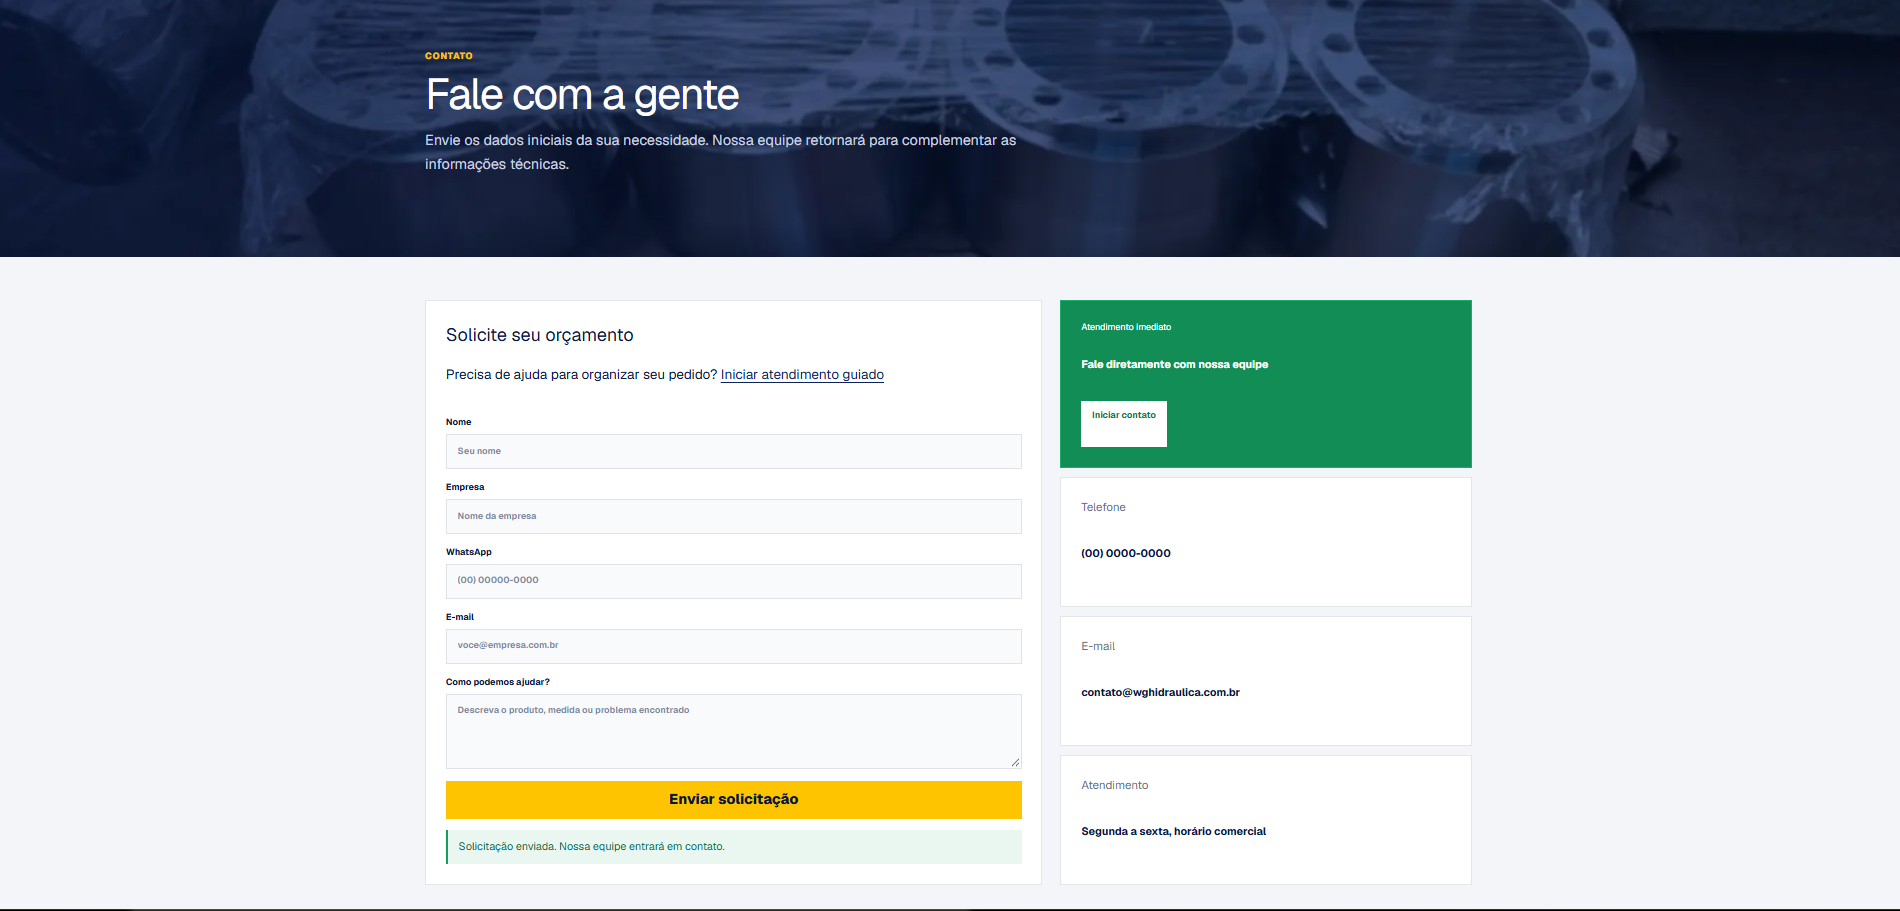 CONTATO
Fale com a gente
Envie os dados iniciais da sua necessidade. Nossa equipe retornará para complementar as
informações técnicas.
Solicite seu orçamento
Precisa de ajuda para organizar seu pedido? Iniciar atendimento guiado
Nome
Seu nome
Empresa
Nome da empresa
WhatsApp
(00) 00000-0000
E-mail
voce@empresa.com.br
Como podemos ajudar?
Descreva o produto, medida ou problema encontrado
Enviar solicitação
Solicitação enviada. Nossa equipe entrará em contato.
Atendimento imediato
Fale diretamente com nossa equipe
Iniciar contato
Telefone
(00) 0000-0000
E-mail
contato@wghidraulica.com.br
Atendimento
Segunda a sexta, horário comercial